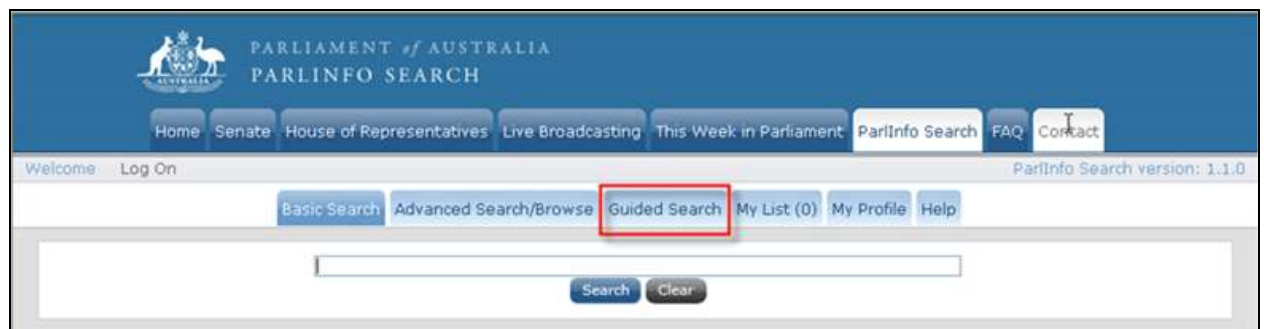 PARLIAMENT of AUSTRALIA
PARLINFO SEARCH
AUSTRALIA
Home Senate House of Representatives Live Broadcasting This Week in Parliament ParlInfo Search FAQ Contact
Welcome Log On ParlInfo Search version: 1.1.0
Basic Search Advanced Search/Browse Guided Search My List (0) My Profile Help
Search Clear